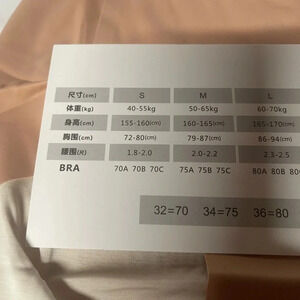 尺寸(cm) S M L
体重(kg) 40-55kg 50-65kg 60-70kg
身高(cm) 155-160(cm) 160-165(cm) 165-170(cm)
胸围(cm) 72-80(cm) 79-87(cm) 86-94(cm)
腰围(尺) 1.8-2.0 2.0-2.2 2.3-2.5
BRA 70A 70B 70C 75A 75B 75C 80A 80B
32=70 34=75 36=80